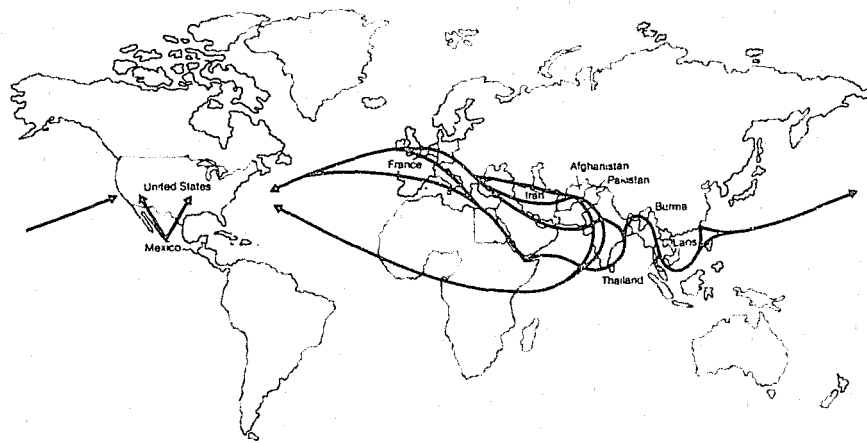 Afghanistan
France
Pakistan
United States
Iran
Burma
Mexico
Laos
Thailand